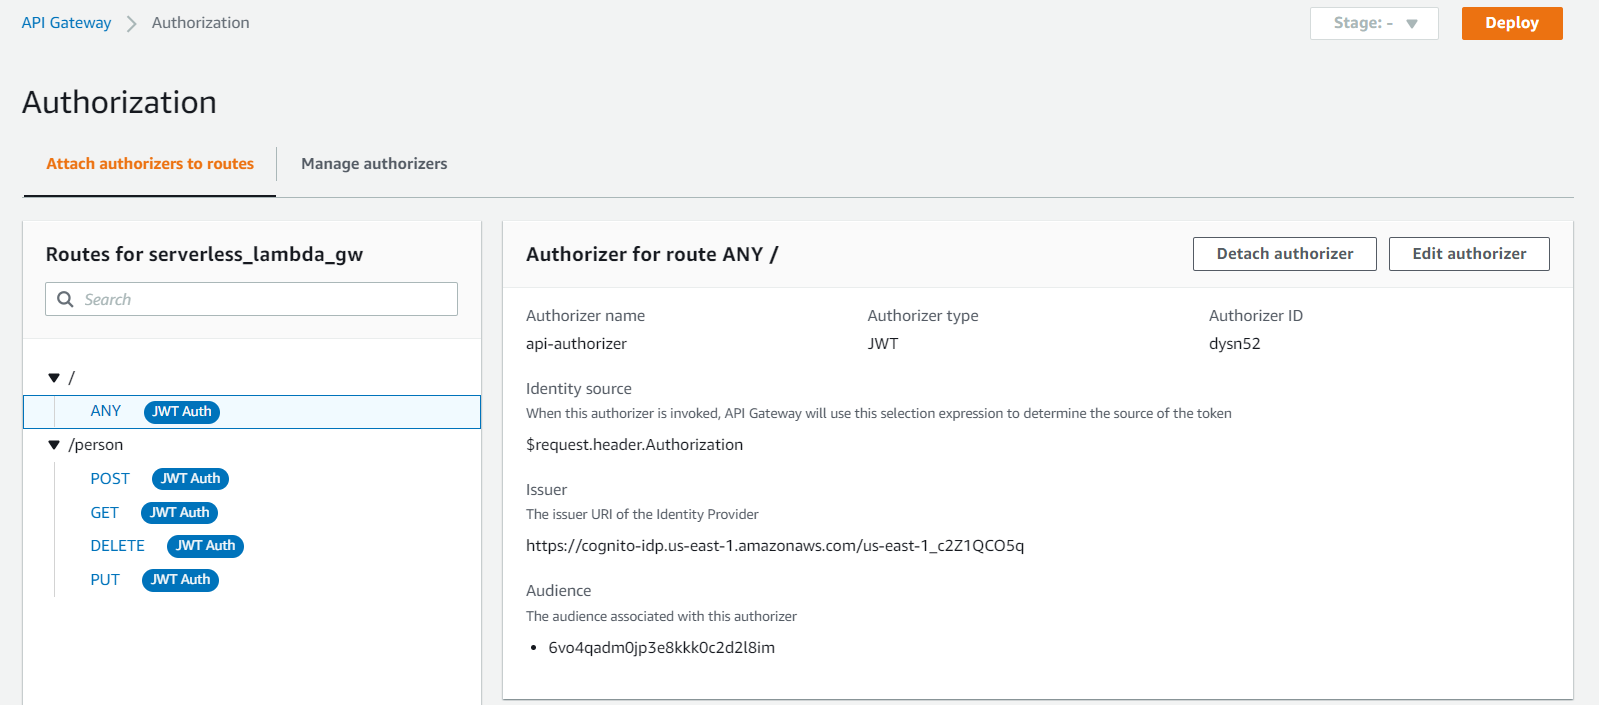 API Gateway > Authorization
Stage: -
Deploy
Authorization
Attach authorizers to routes
Manage authorizers
Routes for serverless_lambda_gw
Search
/
ANY JWT Auth
/person
POST JWT Auth
GET JWT Auth
DELETE JWT Auth
PUT JWT Auth
Authorizer for route ANY /
Detach authorizer
Edit authorizer
Authorizer name
api-authorizer
Authorizer type
JWT
Authorizer ID
dysn52
Identity source
When this authorizer is invoked, API Gateway will use this selection expression to determine the source of the token
$request.header.Authorization
Issuer
The issuer URI of the Identity Provider
https://cognito-idp.us-east-1.amazonaws.com/us-east-1_c2Z1QCO5q
Audience
The audience associated with this authorizer
• 6vo4qadm0jp3e8kkk0c2d2l8im